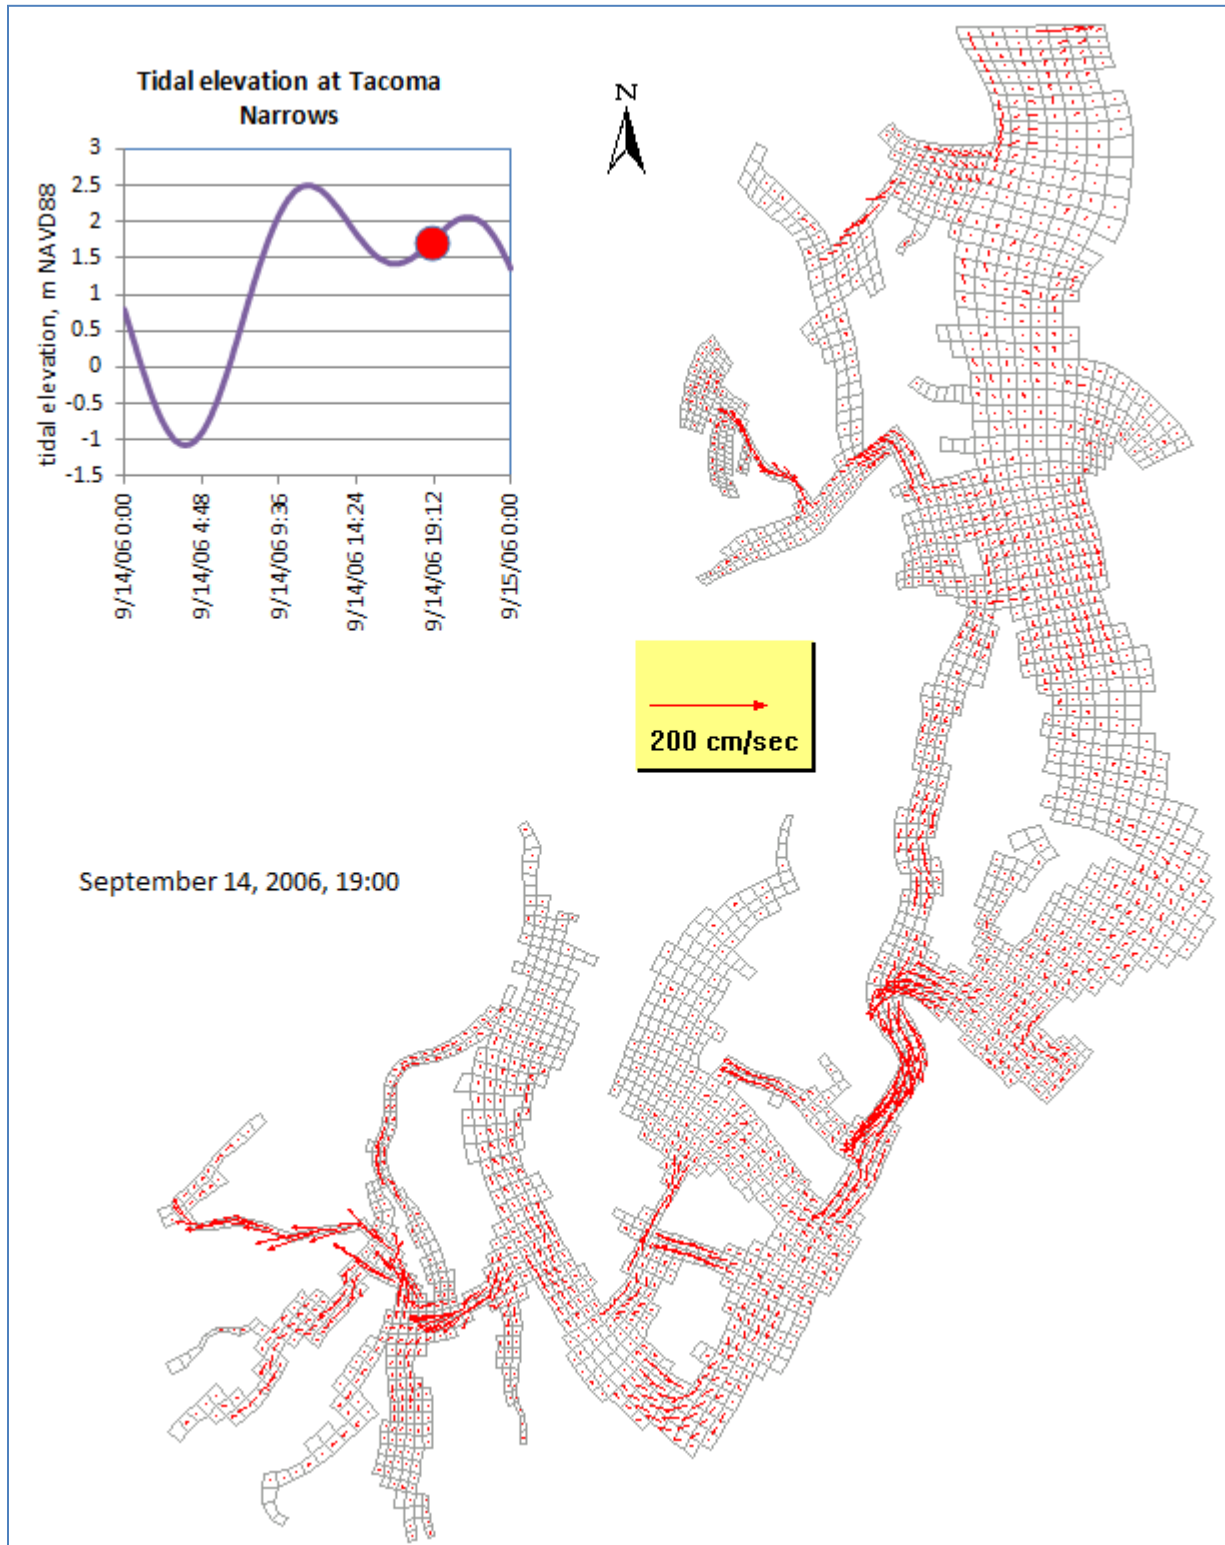 Tidal elevation at Tacoma
Narrows
N
tidal elevation, m NAVD88
3
2.5
2
1.5
1
0.5
0
-0.5
-1
-1.5
9/14/06 0:00
9/14/06 4:48
9/14/06 9:36
9/14/06 14:24
9/14/06 19:12
9/15/06 0:00
200 cm/sec
September 14, 2006, 19:00